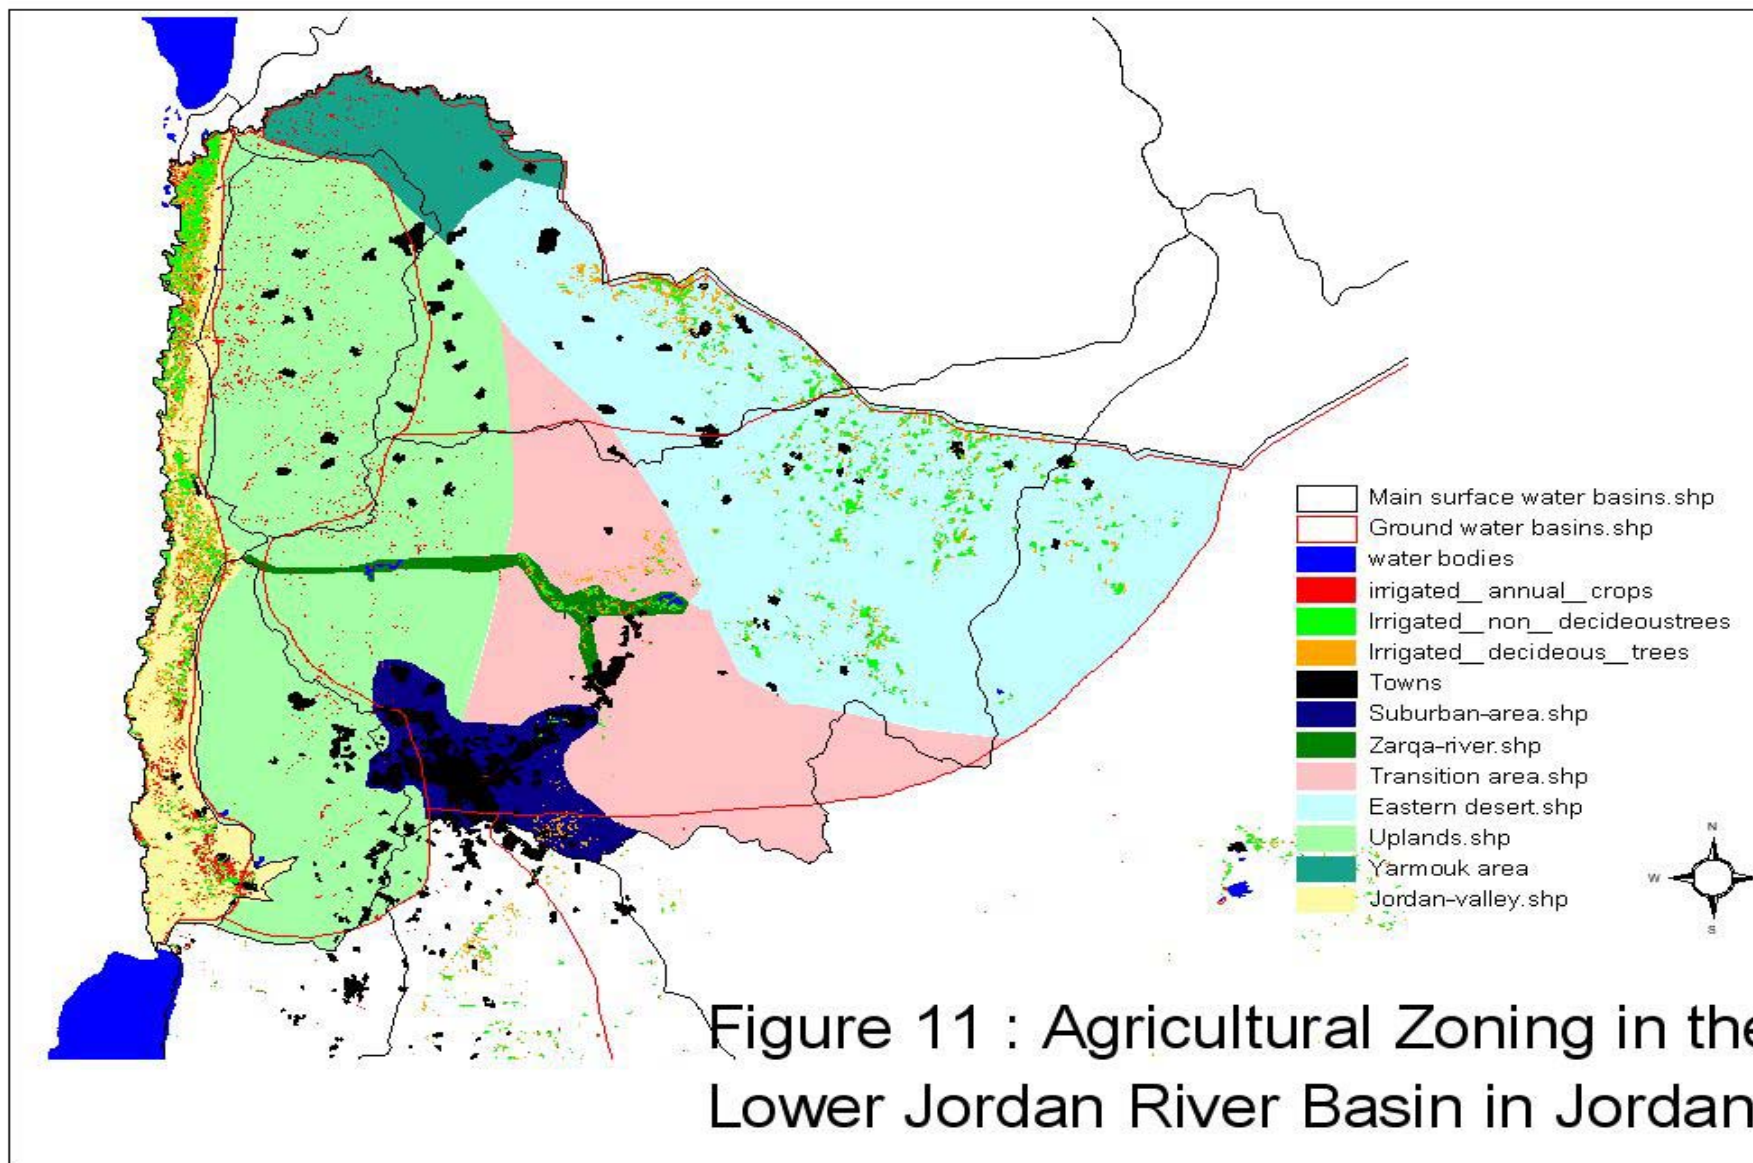 Main surface water basins.shp
Ground water basins.shp
water bodies
irrigated__annual__crops
Irrigated__non__decideoustrees
Irrigated__decideous__trees
Towns
Suburban-area.shp
Zarqa-river.shp
Transition area.shp
Eastern desert.shp
Uplands.shp
Yarmouk area
Jordan-valley.shp
N
W
S
Figure 11 : Agricultural Zoning in the
Lower Jordan River Basin in Jordan